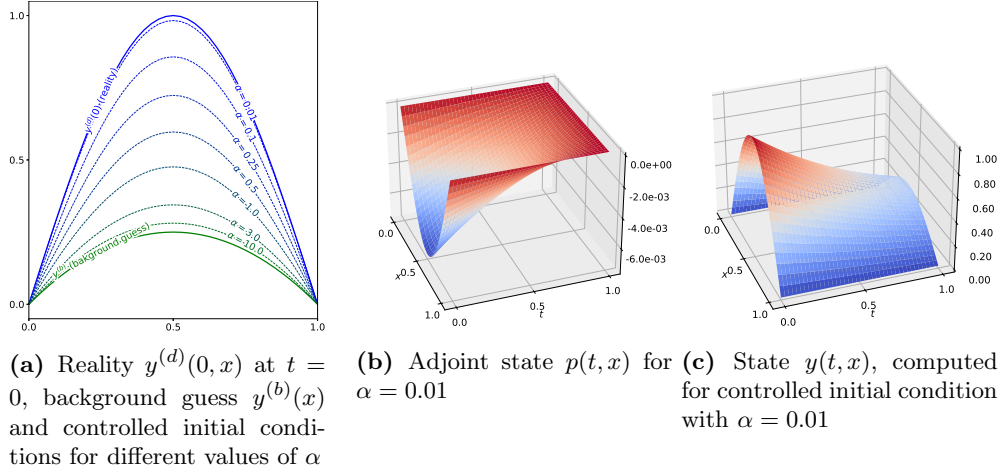 1.0
0.5
0.0
0.0
0.5
1.0
y^(d)(0) (reality)
y^(b) (bakground guess)
α = 0.01
α = 0.1
α = 0.25
α = 0.5
α = 1.0
α = 3.0
α = 10.0
0.0e+00
-2.0e-03
-4.0e-03
-6.0e-03
0.0
x 0.5
1.0
0.0
0.5
t
1.0
1.00
0.80
0.60
0.40
0.20
0.00
0.0
x 0.5
1.0
0.0
0.5
t
1.0
(a) Reality y^(d)(0, x) at t =
0, background guess y^(b)(x)
and controlled initial condi-
tions for different values of α
(b) Adjoint state p(t, x) for
α = 0.01
(c) State y(t, x), computed
for controlled initial condition
with α = 0.01